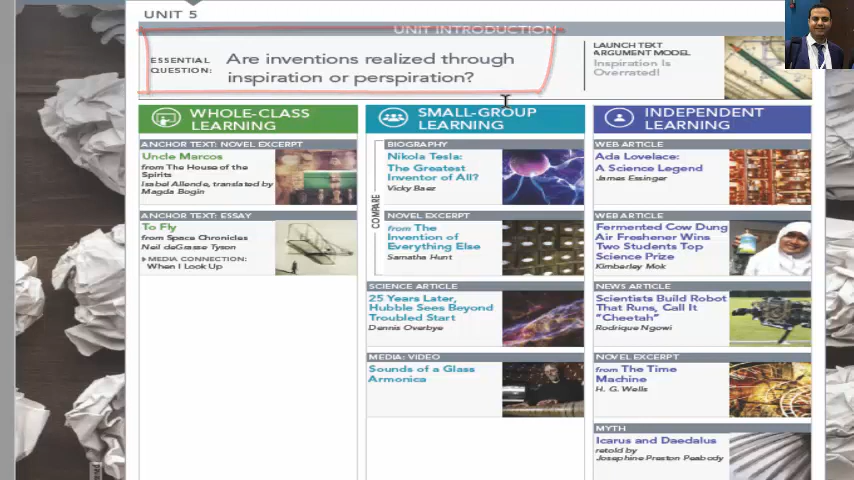 UNIT 5
UNIT INTRODUCTION
ESSENTIAL
QUESTION:
Are inventions realized through
inspiration or perspiration?
LAUNCH TEXT
ARGUMENT MODEL
Inspiration Is
Overrated!
WHOLE-CLASS
LEARNING
ANCHOR TEXT: NOVEL EXCERPT
Uncle Marcos
from The House of the
Spirits
Isabel Allende, translated by
Magda Bogin
ANCHOR TEXT: ESSAY
To Fly
from Space Chronicles
Neil deGrasse Tyson
▸ MEDIA CONNECTION:
When I Look Up
SMALL-GROUP
LEARNING
COMPARE
BIOGRAPHY
Nikola Tesla:
The Greatest
Inventor of All?
Vicky Baez
NOVEL EXCERPT
from The
Invention of
Everything Else
Samatha Hunt
SCIENCE ARTICLE
25 Years Later,
Hubble Sees Beyond
Troubled Start
Dennis Overbye
MEDIA: VIDEO
Sounds of a Glass
Armonica
INDEPENDENT
LEARNING
WEB ARTICLE
Ada Lovelace:
A Science Legend
James Essinger
WEB ARTICLE
Fermented Cow Dung
Air Freshener Wins
Two Students Top
Science Prize
Kimberley Mok
NEWS ARTICLE
Scientists Build Robot
That Runs, Call It
“Cheetah”
Rodrique Ngowi
NOVEL EXCERPT
from The Time
Machine
H. G. Wells
MYTH
Icarus and Daedalus
retold by
Josephine Preston Peabody